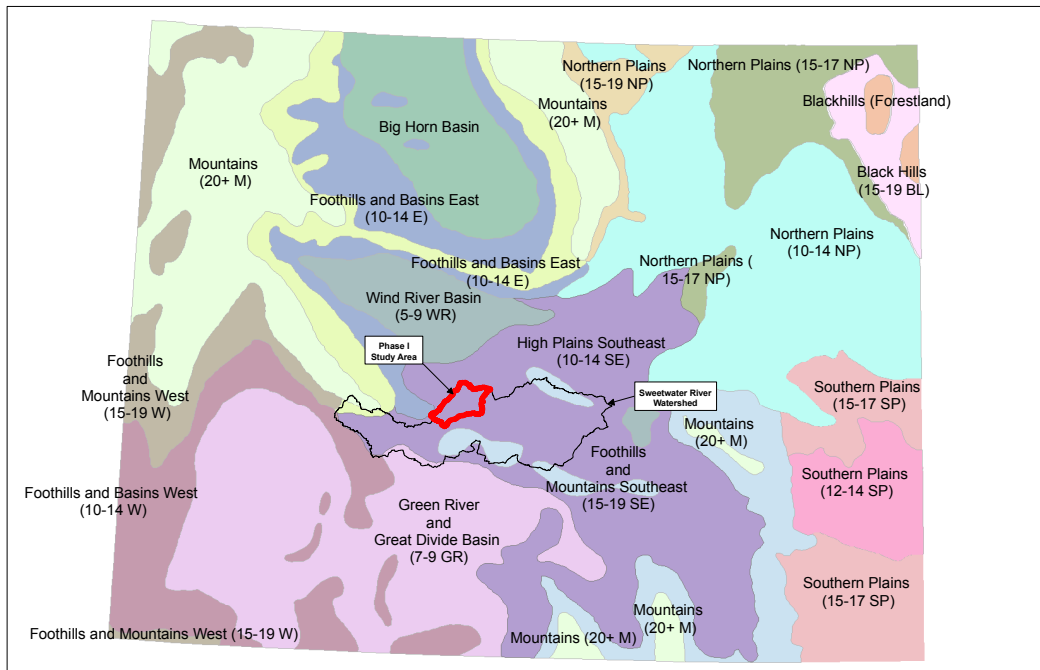 Northern Plains
(15-19 NP)
Northern Plains (15-17 NP)
Mountains
(20+ M)
Blackhills (Forestland)
Big Horn Basin
Mountains
(20+ M)
Black Hills
(15-19 BL)
Foothills and Basins East
(10-14 E)
Northern Plains
(10-14 NP)
Foothills and Basins East
(10-14 E)
Northern Plains (
15-17 NP)
Wind River Basin
(5-9 WR)
Phase I
Study Area
High Plains Southeast
(10-14 SE)
Foothills
and
Mountains West
(15-19 W)
Sweetwater River
Watershed
Southern Plains
(15-17 SP)
Mountains
(20+ M)
Foothills
and
Mountains Southeast
(15-19 SE)
Foothills and Basins West
(10-14 W)
Southern Plains
(12-14 SP)
Green River
and
Great Divide Basin
(7-9 GR)
Southern Plains
(15-17 SP)
Mountains
(20+ M)
Foothills and Mountains West (15-19 W)
Mountains (20+ M)